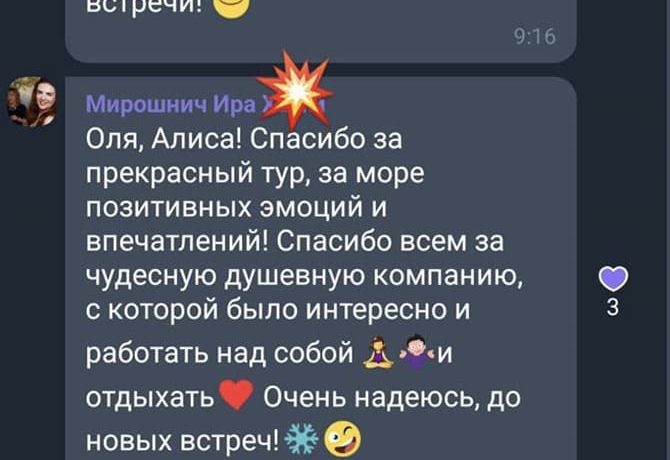 встречи! 😊
9:16
Мирошнич Ира
Оля, Алиса! Спасибо за
прекрасный тур, за море
позитивных эмоций и
впечатлений! Спасибо всем за
чудесную душевную компанию,
с которой было интересно и
работать над собой 🧘‍♀️ 🤷‍♂️и
отдыхать❤️ Очень надеюсь, до
новых встреч!❄️🤪
3